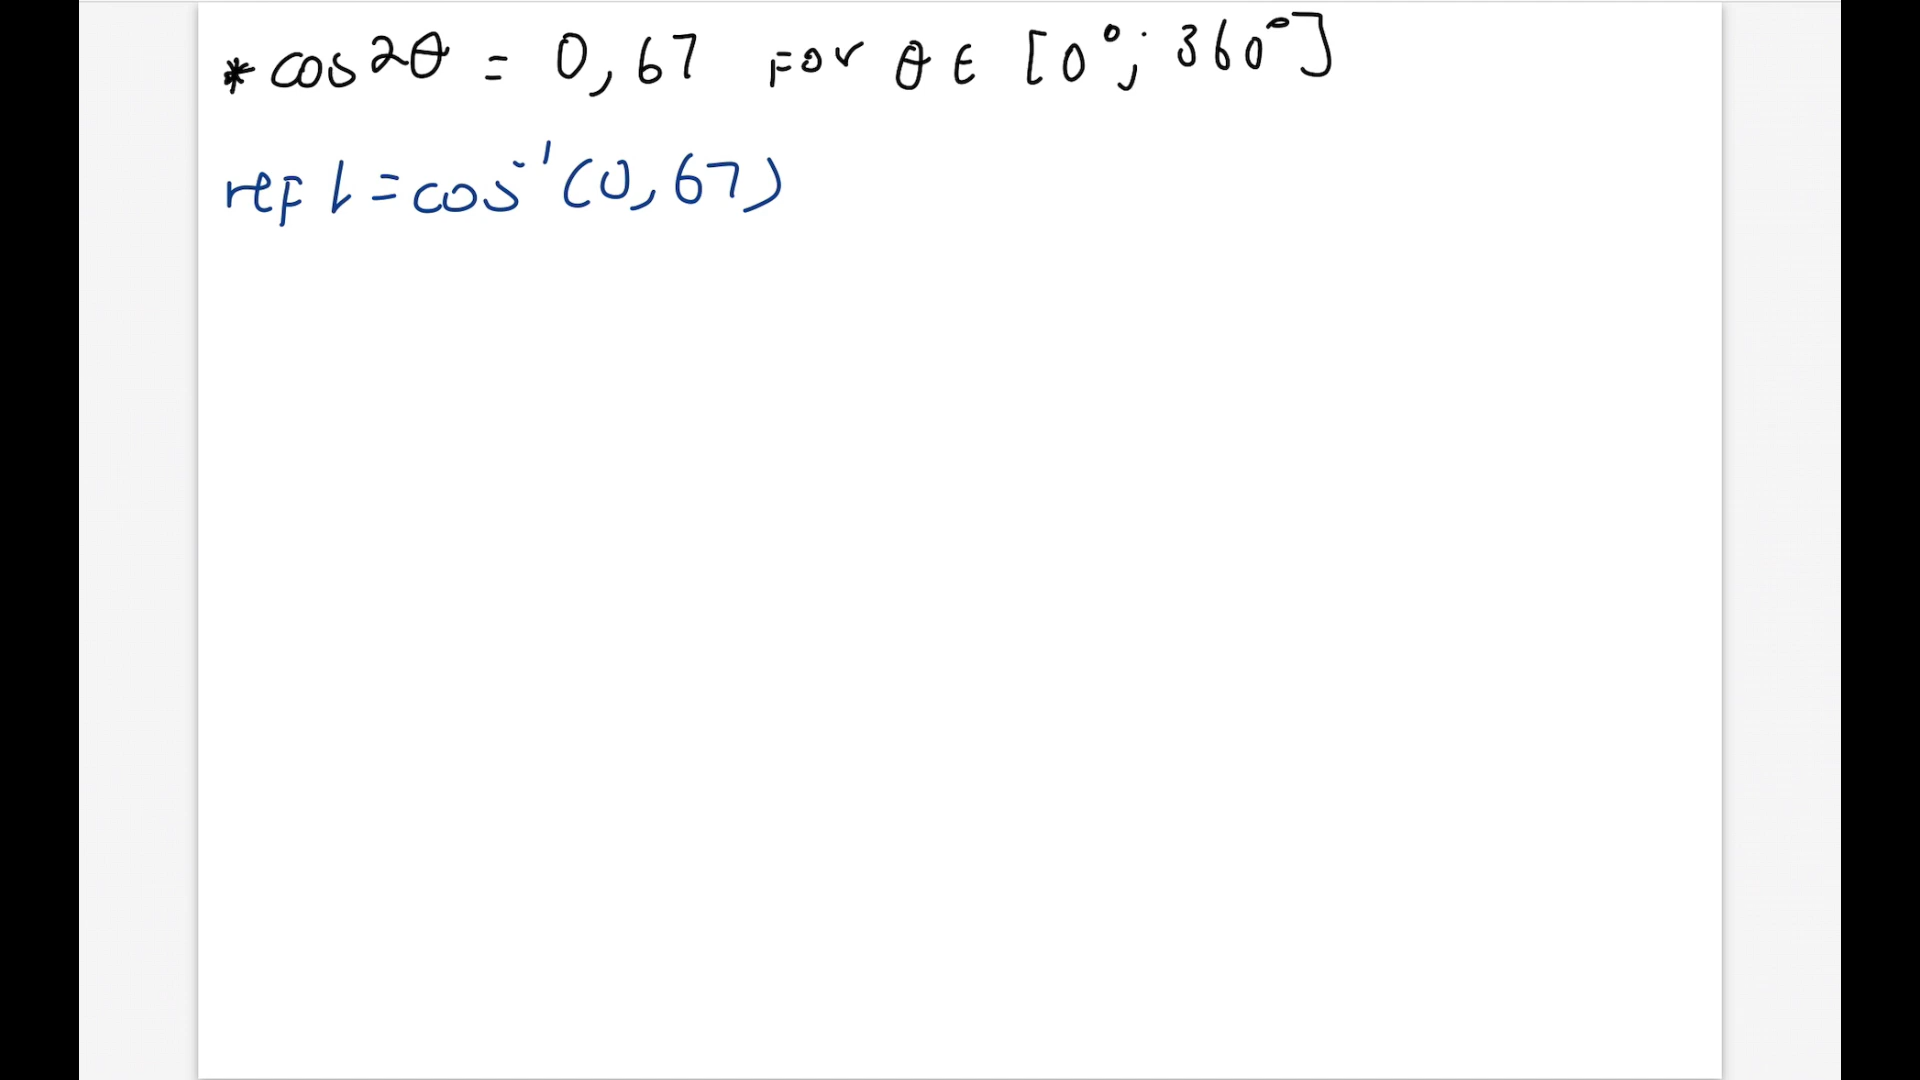 * cos 2θ = 0,67 for θ ∈ [0°; 360°]
ref ∠ = cos⁻¹(0,67)